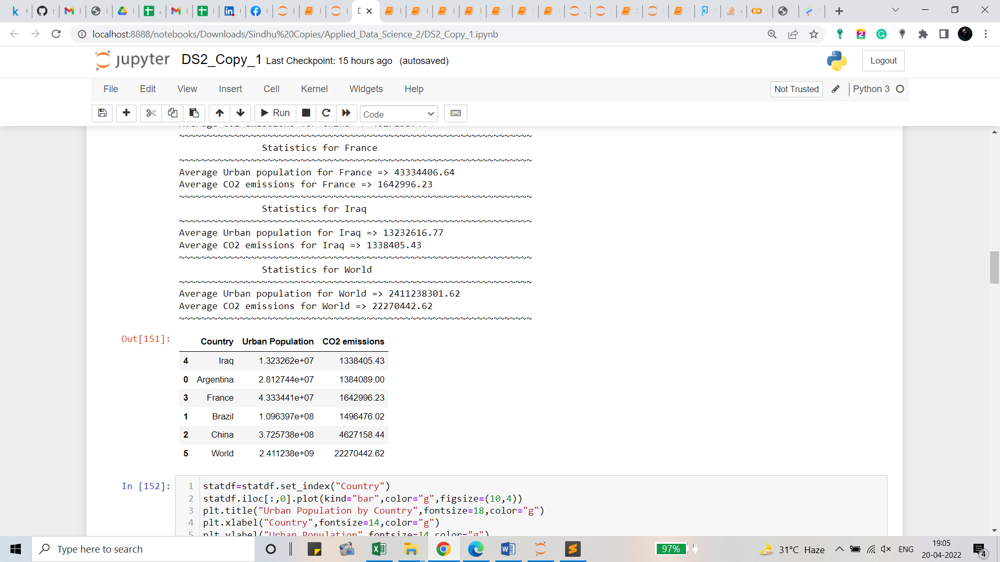 localhost:8888/notebooks/Downloads/Sindhu%20Copies/Applied_Data_Science_2/DS2_Copy_1.ipynb
jupyter DS2_Copy_1 Last Checkpoint: 15 hours ago (autosaved)
Logout
File Edit View Insert Cell Kernel Widgets Help
Not Trusted Python 3
Run Code
~~~~~~~~~~~~~~~~~~~~~~~~~~~~~~~~~~~~~~~~~~~~~~~~~~~~~~~~~~~~~~~~
Statistics for France
~~~~~~~~~~~~~~~~~~~~~~~~~~~~~~~~~~~~~~~~~~~~~~~~~~~~~~~~~~~~~~~~
Average Urban population for France => 43334406.64
Average CO2 emissions for France => 1642996.23
~~~~~~~~~~~~~~~~~~~~~~~~~~~~~~~~~~~~~~~~~~~~~~~~~~~~~~~~~~~~~~~~
Statistics for Iraq
~~~~~~~~~~~~~~~~~~~~~~~~~~~~~~~~~~~~~~~~~~~~~~~~~~~~~~~~~~~~~~~~
Average Urban population for Iraq => 13232616.77
Average CO2 emissions for Iraq => 1338405.43
~~~~~~~~~~~~~~~~~~~~~~~~~~~~~~~~~~~~~~~~~~~~~~~~~~~~~~~~~~~~~~~~
Statistics for World
~~~~~~~~~~~~~~~~~~~~~~~~~~~~~~~~~~~~~~~~~~~~~~~~~~~~~~~~~~~~~~~~
Average Urban population for World => 2411238301.62
Average CO2 emissions for World => 22270442.62
~~~~~~~~~~~~~~~~~~~~~~~~~~~~~~~~~~~~~~~~~~~~~~~~~~~~~~~~~~~~~~~~
Out[151]:
Country Urban Population CO2 emissions
4 Iraq 1.323262e+07 1338405.43
0 Argentina 2.812744e+07 1384089.00
3 France 4.333441e+07 1642996.23
1 Brazil 1.096397e+08 1496476.02
2 China 3.725738e+08 4627158.44
5 World 2.411238e+09 22270442.62
In [152]:
1 statdf=statdf.set_index("Country")
2 statdf.iloc[:,0].plot(kind="bar",color="g",figsize=(10,4))
3 plt.title("Urban Population by Country",fontsize=18,color="g")
4 plt.xlabel("Country",fontsize=14,color="g")
5 plt.ylabel("Urban Population",fontsize=14,color="g")
Type here to search
97%
31°C Haze
ENG
19:05
20-04-2022
4